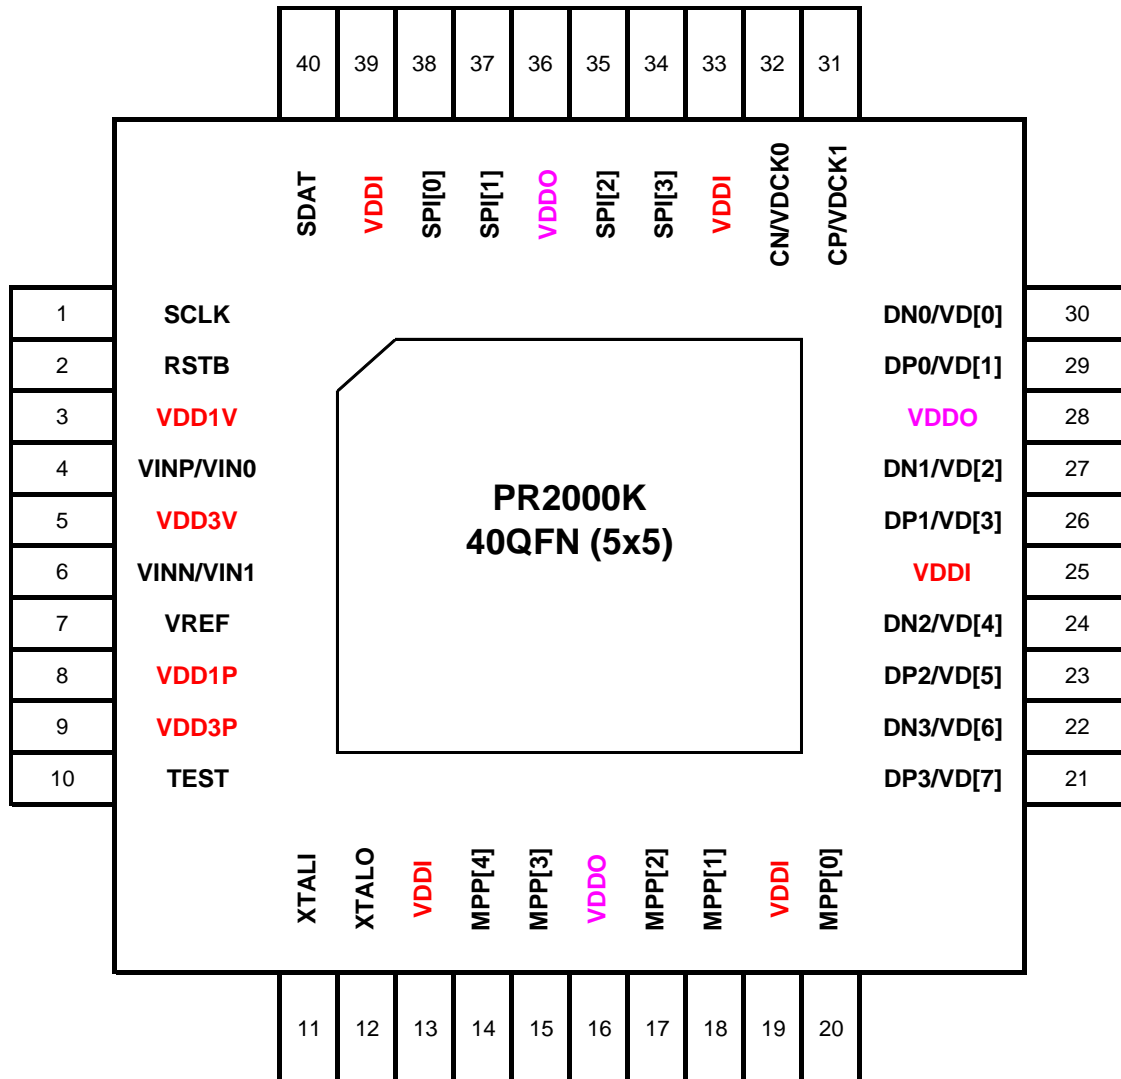 40 39 38 37 36 35 34 33 32 31
SDAT VDDI SPI[0] SPI[1] VDDO SPI[2] SPI[3] VDDI CN/VDCK0 CP/VDCK1
1 SCLK DN0/VD[0] 30
2 RSTB DP0/VD[1] 29
3 VDD1V VDDO 28
4 VINP/VIN0 DN1/VD[2] 27
5 VDD3V DP1/VD[3] 26
6 VINN/VIN1 VDDI 25
7 VREF DN2/VD[4] 24
8 VDD1P DP2/VD[5] 23
9 VDD3P DN3/VD[6] 22
10 TEST DP3/VD[7] 21
PR2000K
40QFN (5x5)
XTALI XTALO VDDI MPP[4] MPP[3] VDDO MPP[2] MPP[1] VDDI MPP[0]
11 12 13 14 15 16 17 18 19 20